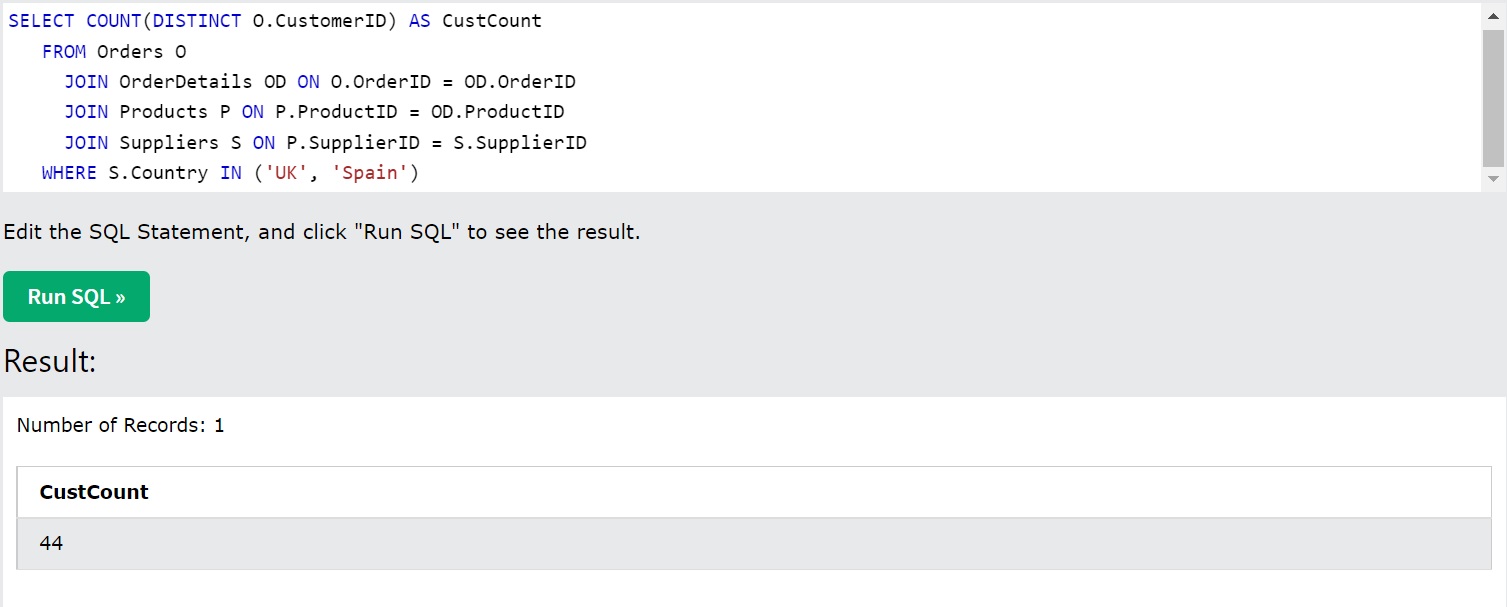 SELECT COUNT(DISTINCT O.CustomerID) AS CustCount
FROM Orders O
JOIN OrderDetails OD ON O.OrderID = OD.OrderID
JOIN Products P ON P.ProductID = OD.ProductID
JOIN Suppliers S ON P.SupplierID = S.SupplierID
WHERE S.Country IN ('UK', 'Spain')
Edit the SQL Statement, and click "Run SQL" to see the result.
Run SQL »
Result:
Number of Records: 1
CustCount
44